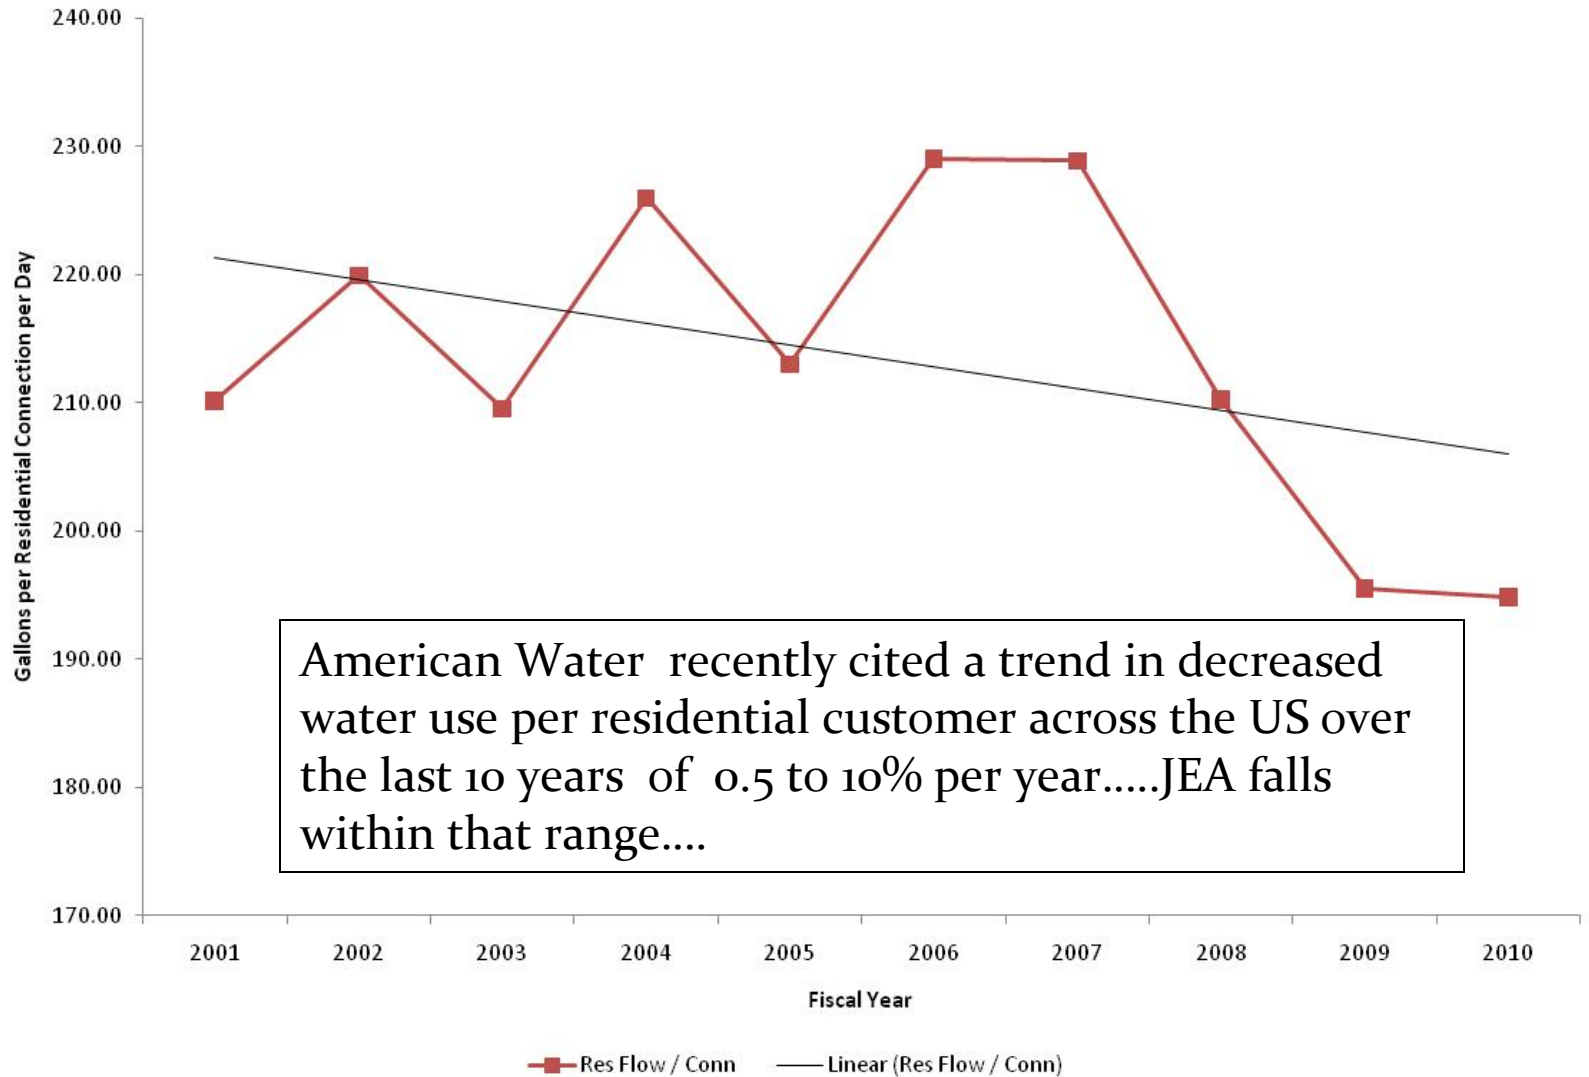 240.00
230.00
220.00
210.00
200.00
190.00
180.00
170.00
Gallons per Residential Connection per Day
American Water recently cited a trend in decreased
water use per residential customer across the US over
the last 10 years of 0.5 to 10% per year.....JEA falls
within that range....
2001 2002 2003 2004 2005 2006 2007 2008 2009 2010
Fiscal Year
Res Flow / Conn Linear (Res Flow / Conn)